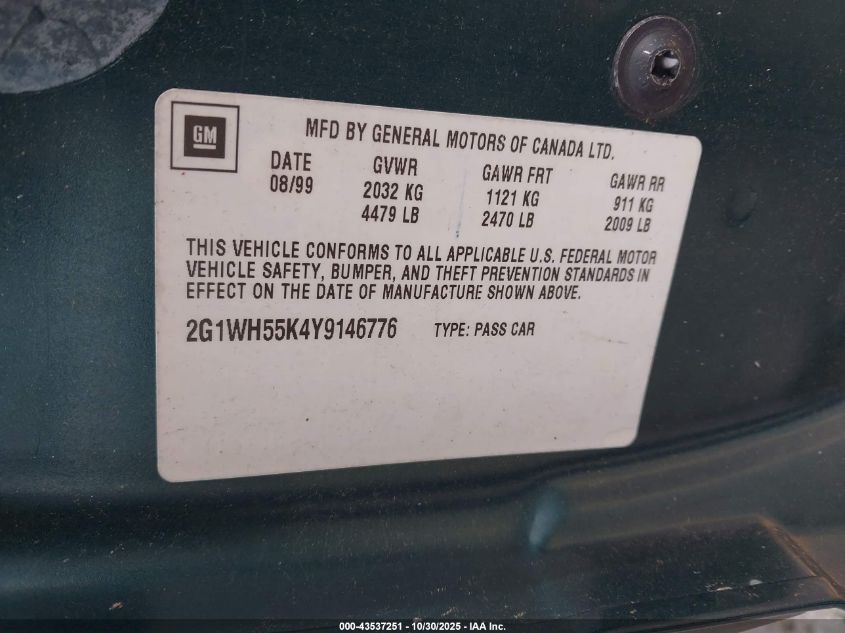 GM
MFD BY GENERAL MOTORS OF CANADA LTD.
DATE GVWR GAWR FRT GAWR RR
08/99 2032 KG 1121 KG 911 KG
4479 LB 2470 LB 2009 LB
THIS VEHICLE CONFORMS TO ALL APPLICABLE U.S. FEDERAL MOTOR
VEHICLE SAFETY, BUMPER, AND THEFT PREVENTION STANDARDS IN
EFFECT ON THE DATE OF MANUFACTURE SHOWN ABOVE.
2G1WH55K4Y9146776 TYPE: PASS CAR
000-43537251 - 10/30/2025 - IAA Inc.